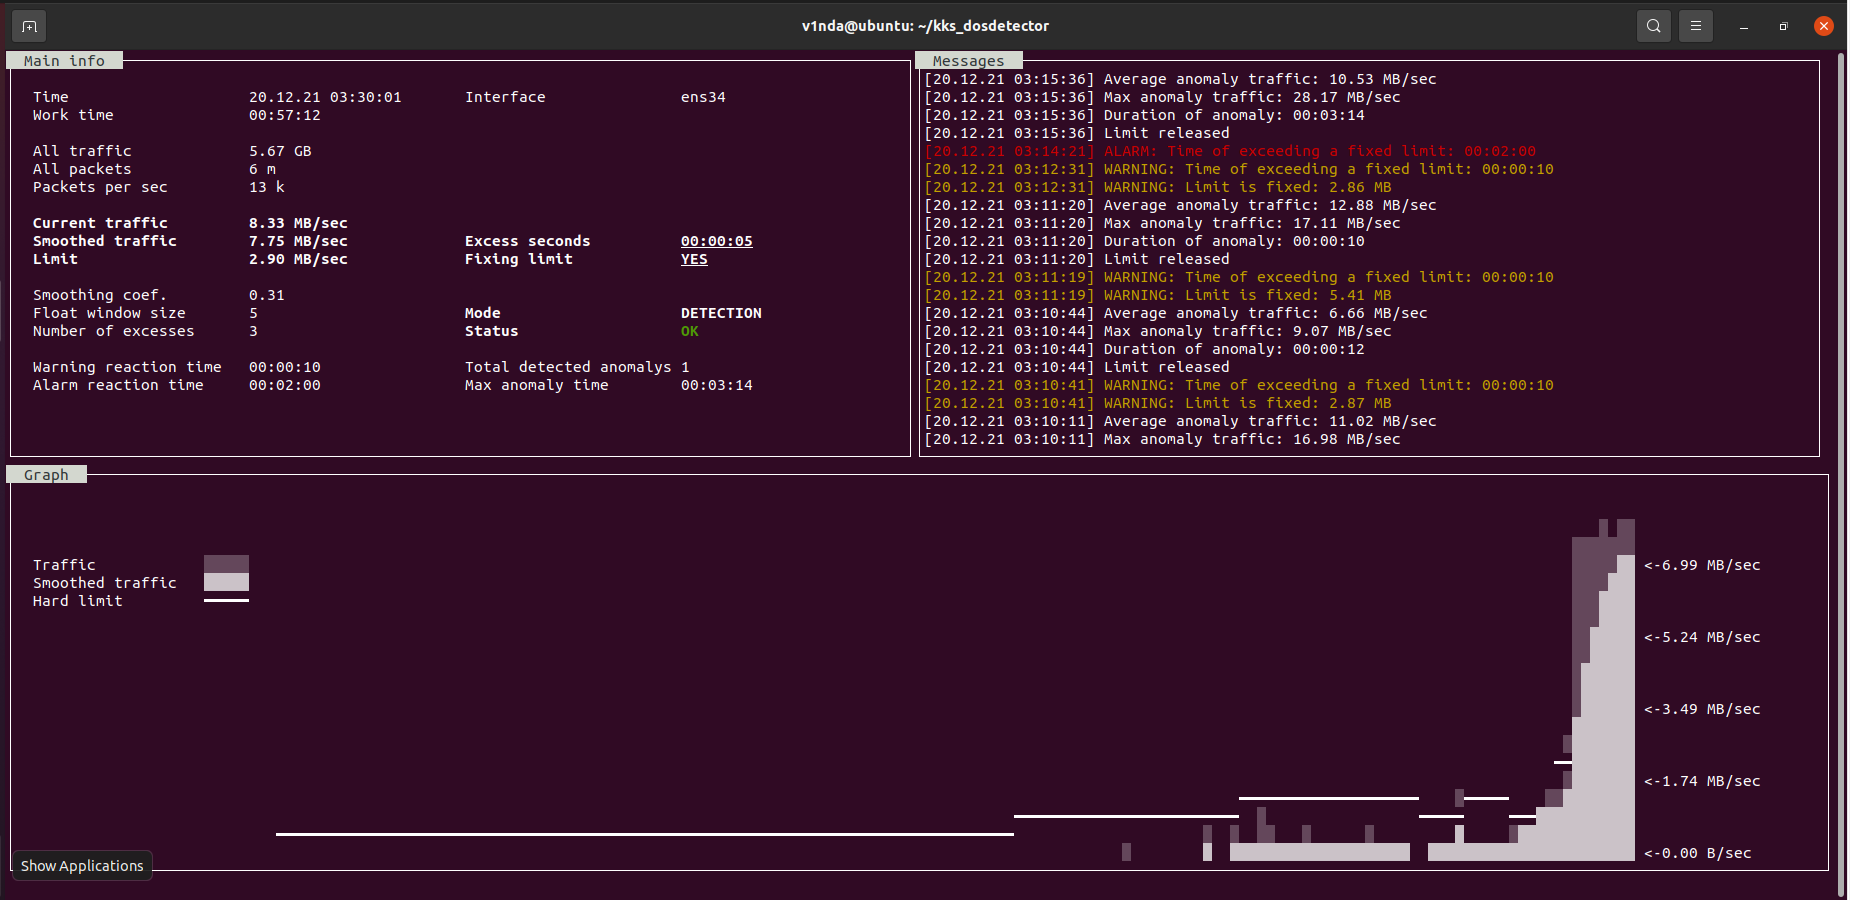 v1nda@ubuntu: ~/kks_dosdetector
Main info
Time 20.12.21 03:30:01 Interface ens34
Work time 00:57:12
All traffic 5.67 GB
All packets 6 m
Packets per sec 13 k
Current traffic 8.33 MB/sec
Smoothed traffic 7.75 MB/sec Excess seconds 00:00:05
Limit 2.90 MB/sec Fixing limit YES
Smoothing coef. 0.31
Float window size 5 Mode DETECTION
Number of excesses 3 Status OK
Warning reaction time 00:00:10 Total detected anomalys 1
Alarm reaction time 00:02:00 Max anomaly time 00:03:14
Messages
[20.12.21 03:15:36] Average anomaly traffic: 10.53 MB/sec
[20.12.21 03:15:36] Max anomaly traffic: 28.17 MB/sec
[20.12.21 03:15:36] Duration of anomaly: 00:03:14
[20.12.21 03:15:36] Limit released
[20.12.21 03:14:21] ALARM: Time of exceeding a fixed limit: 00:02:00
[20.12.21 03:12:31] WARNING: Time of exceeding a fixed limit: 00:00:10
[20.12.21 03:12:31] WARNING: Limit is fixed: 2.86 MB
[20.12.21 03:11:20] Average anomaly traffic: 12.88 MB/sec
[20.12.21 03:11:20] Max anomaly traffic: 17.11 MB/sec
[20.12.21 03:11:20] Duration of anomaly: 00:00:10
[20.12.21 03:11:20] Limit released
[20.12.21 03:11:19] WARNING: Time of exceeding a fixed limit: 00:00:10
[20.12.21 03:11:19] WARNING: Limit is fixed: 5.41 MB
[20.12.21 03:10:44] Average anomaly traffic: 6.66 MB/sec
[20.12.21 03:10:44] Max anomaly traffic: 9.07 MB/sec
[20.12.21 03:10:44] Duration of anomaly: 00:00:12
[20.12.21 03:10:44] Limit released
[20.12.21 03:10:41] WARNING: Time of exceeding a fixed limit: 00:00:10
[20.12.21 03:10:41] WARNING: Limit is fixed: 2.87 MB
[20.12.21 03:10:11] Average anomaly traffic: 11.02 MB/sec
[20.12.21 03:10:11] Max anomaly traffic: 16.98 MB/sec
Graph
Traffic
Smoothed traffic
Hard limit
<-6.99 MB/sec
<-5.24 MB/sec
<-3.49 MB/sec
<-1.74 MB/sec
<-0.00 B/sec
Show Applications